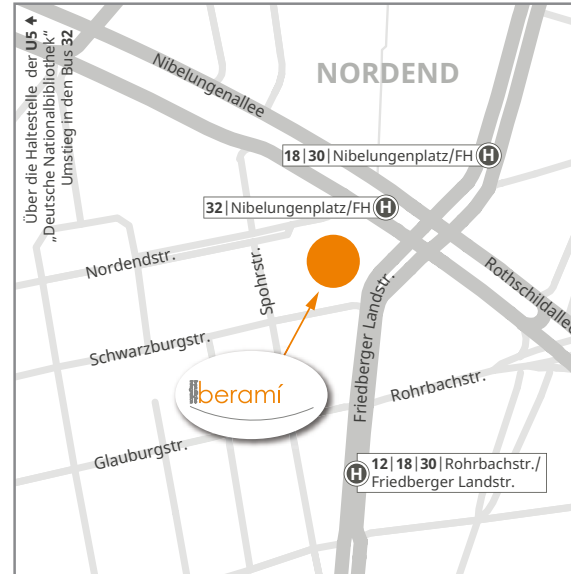 Über die Haltestelle der U5
„Deutsche Nationalbibliothek“
Umstieg in den Bus 32
Nibelungenallee
NORDEND
18|30|Nibelungenplatz/FH H
32|Nibelungenplatz/FH H
Nordendstr.
Spohrstr.
Rothschildallee
Friedberger Landstr.
Schwarzburgstr.
beramí
Rohrbachstr.
Glauburgstr.
H 12|18|30|Rohrbachstr./
Friedberger Landstr.